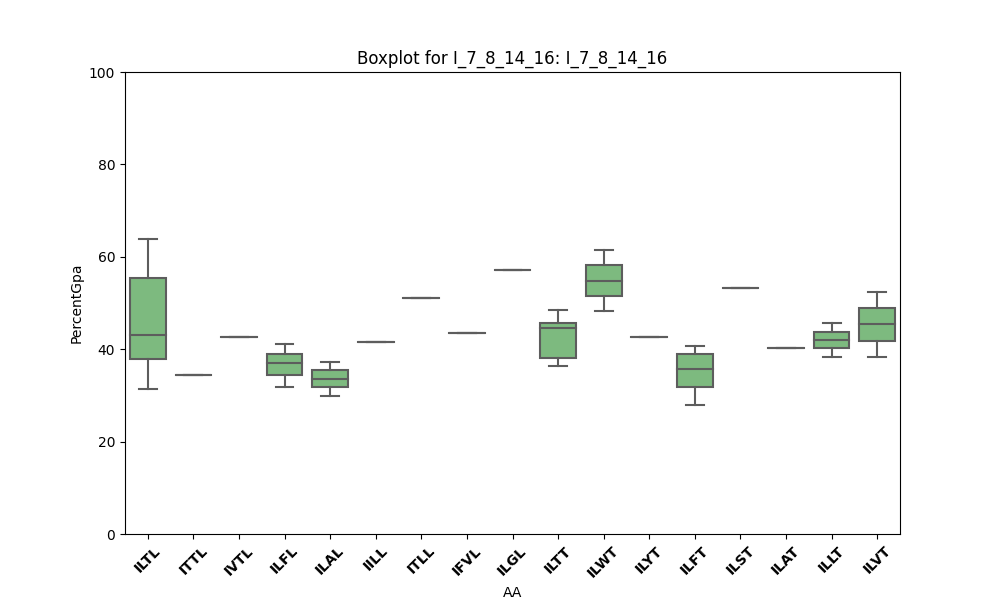 Boxplot for I_7_8_14_16: I_7_8_14_16
100
80
60
40
20
0
PercentGpa
ILTL ITTL IVTL ILFL ILAL IILL ITLL IFVL ILGL ILTT ILWT ILYT ILFT ILST ILAT ILLT ILVT
AA